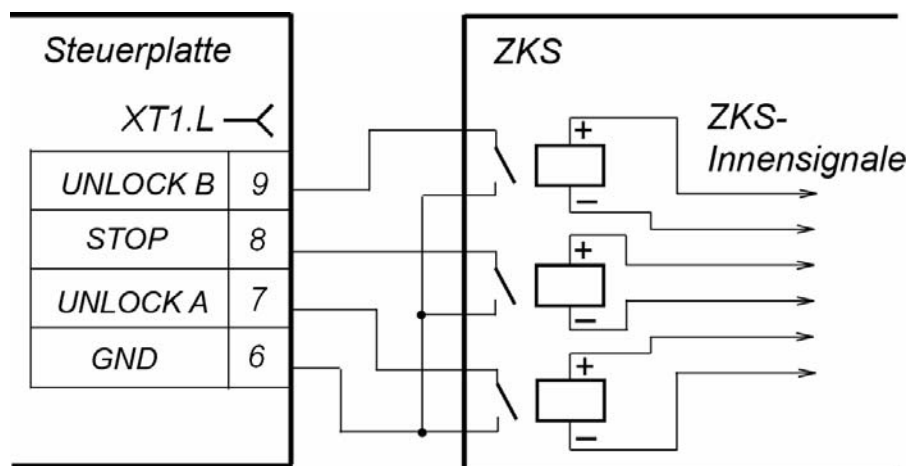 Steuerplatte
XT1.L
UNLOCK B 9
STOP 8
UNLOCK A 7
GND 6
ZKS
ZKS-
Innensignale
+
−
+
−
+
−